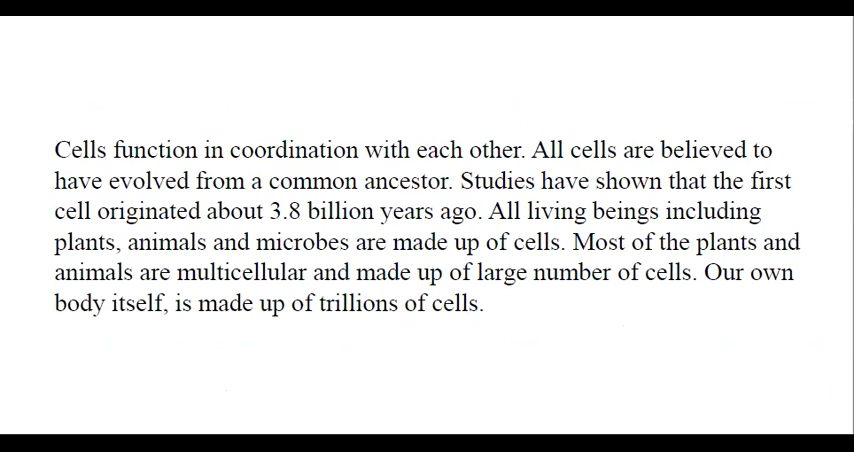 Cells function in coordination with each other. All cells are believed to
have evolved from a common ancestor. Studies have shown that the first
cell originated about 3.8 billion years ago. All living beings including
plants, animals and microbes are made up of cells. Most of the plants and
animals are multicellular and made up of large number of cells. Our own
body itself, is made up of trillions of cells.